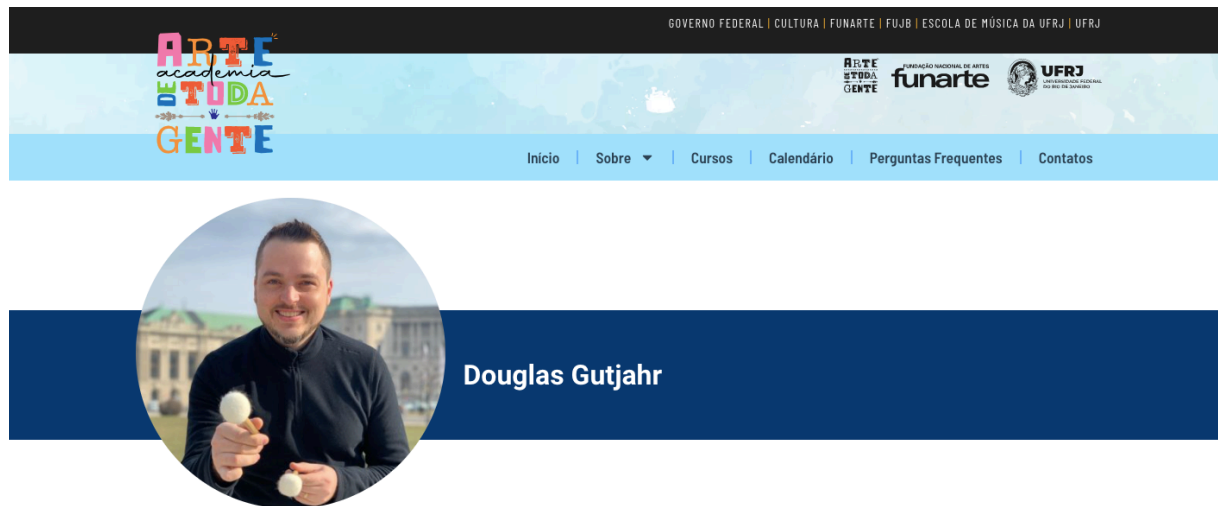 GOVERNO FEDERAL | CULTURA | FUNARTE | FUJB | ESCOLA DE MÚSICA DA UFRJ | UFRJ
ARTE
academia
DE TODA
GENTE
ARTE
DE TODA
GENTE
FUNDAÇÃO NACIONAL DE ARTES
funarte
UFRJ
UNIVERSIDADE FEDERAL
DO RIO DE JANEIRO
Início | Sobre | Cursos | Calendário | Perguntas Frequentes | Contatos
Douglas Gutjahr